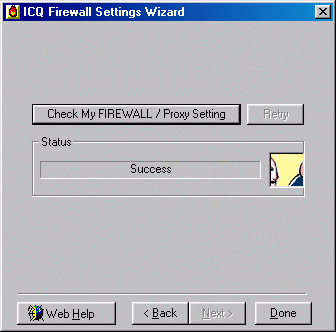 ICQ Firewall Settings Wizard
Check My FIREWALL / Proxy Setting
Retry
Status
Success
Web Help
< Back
Next >
Done